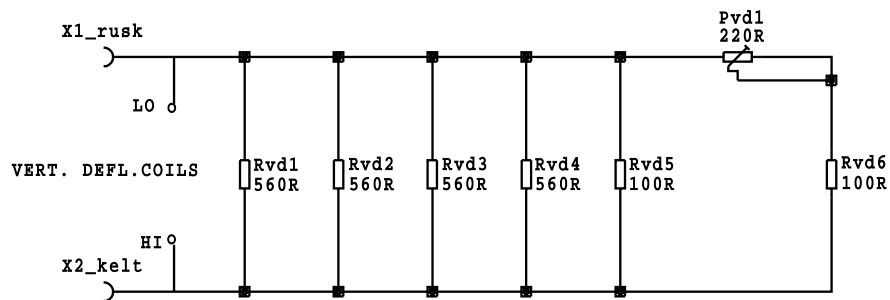 Pvd1
220R
X1_rusk
LO
VERT. DEFL.COILS
Rvd1
560R
Rvd2
560R
Rvd3
560R
Rvd4
560R
Rvd5
100R
Rvd6
100R
HI
X2_kelt